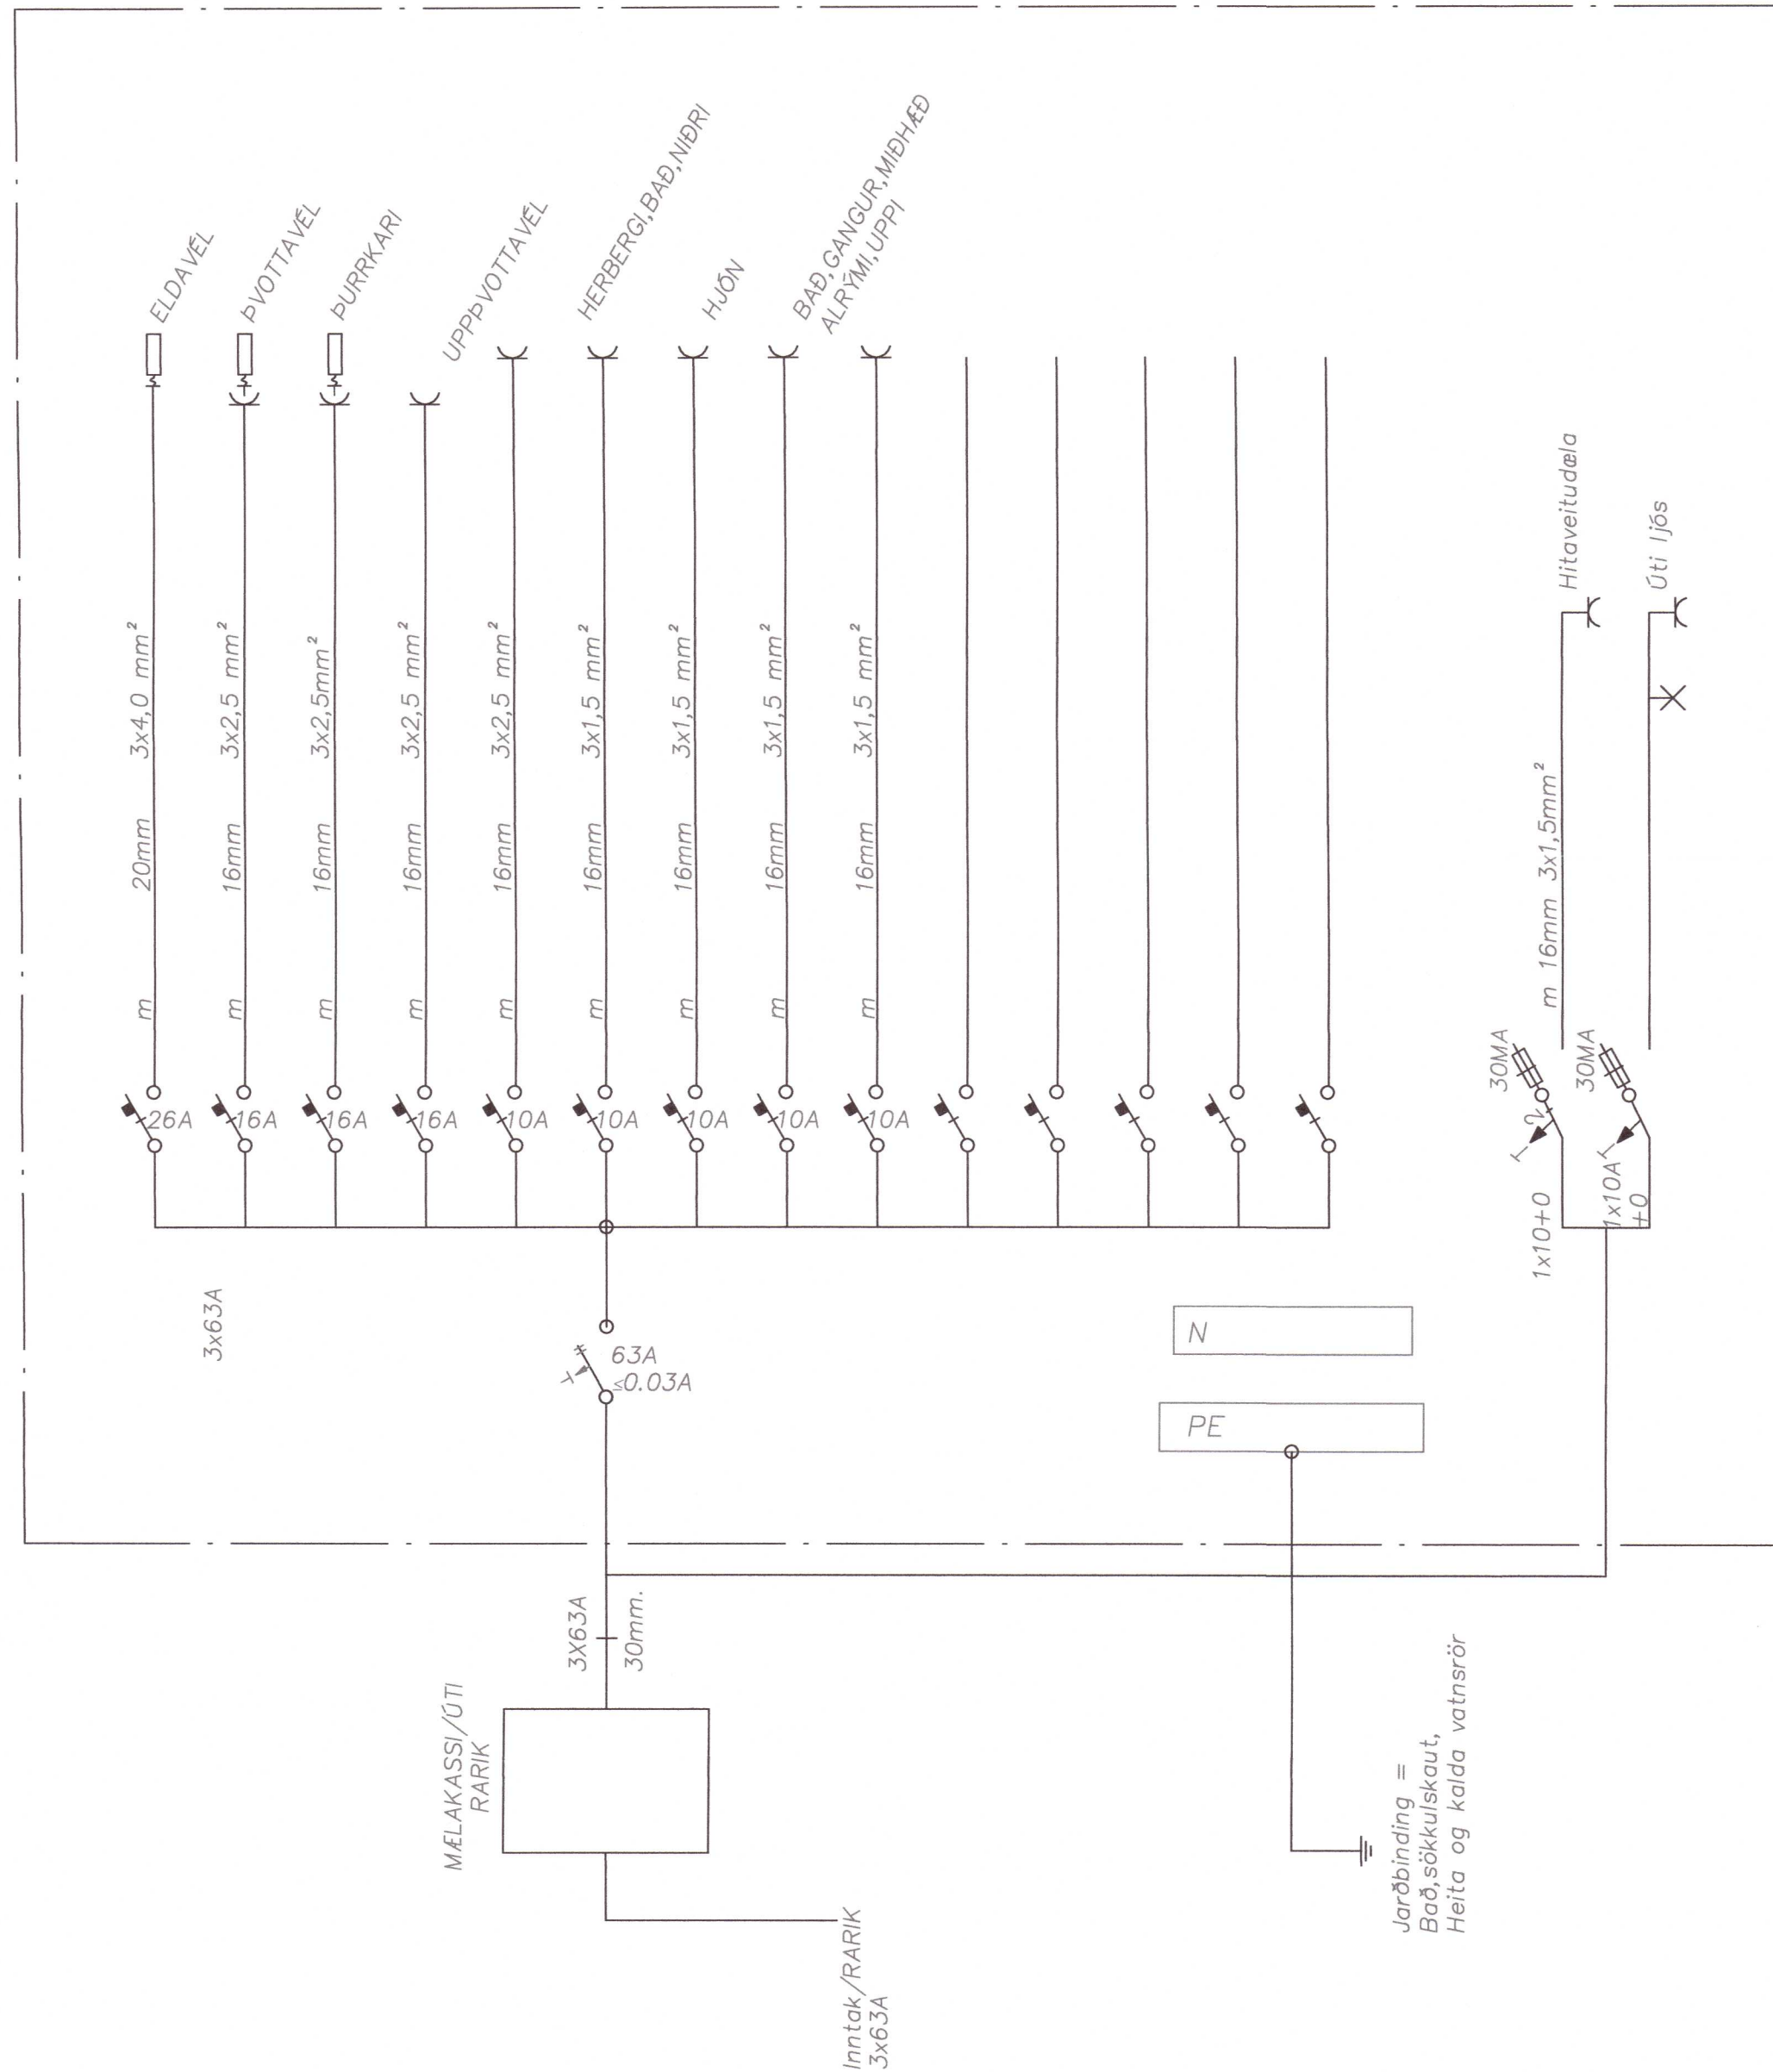 ELDAVÉL
ÞVOTTAVÉL
ÞURRKARI
UPPÞVOTTAVÉL
HERBERGI,BAÐ,NIÐRI
HJÓN
BAÐ,GANGUR,MIÐHÆÐ
ALRÝMI,UPPI
m 20mm 3x4,0 mm²
m 16mm 3x2,5 mm²
m 16mm 3x2,5mm²
16mm 3x2,5 mm²
m 16mm 3x2,5 mm²
m 16mm 3x1,5 mm²
m 16mm 3x1,5 mm²
m 16mm 3x1,5 mm²
m 16mm 3x1,5 mm²
26A
16A
16A
16A
10A
10A
10A
10A
10A
3x63A
63A
≤0.03A
N
PE
Hitaveitudæla
Úti ljós
m 16mm 3x1,5mm²
30MA
30MA
2
1x10+0
1x10A
+0
3X63A
30mm.
MÆLAKASSI/ÚTI
RARIK
Inntak/RARIK
3x63A
Jarðbinding =
Bað,sökkulskaut,
Heita og kalda vatnsrör